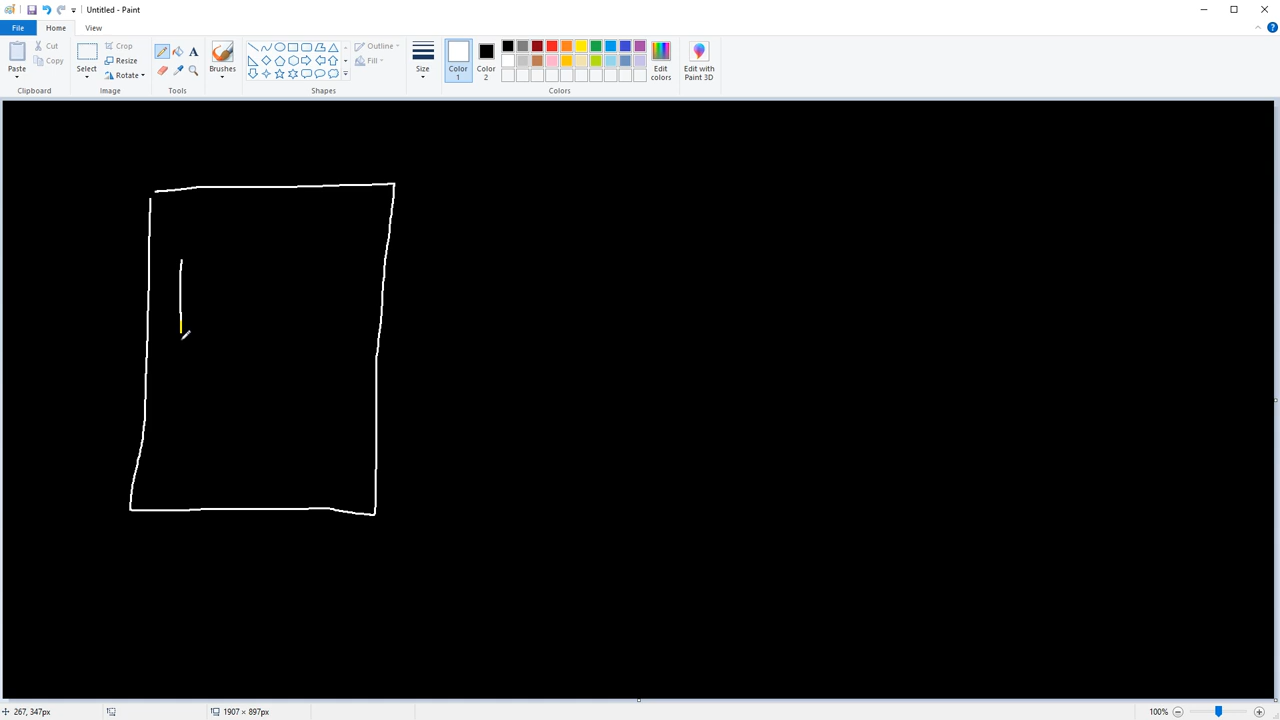 Untitled - Paint
File Home View
Paste
Cut
Copy
Clipboard
Select
Crop
Resize
Rotate
Image
A
Tools
Brushes
Outline
Fill
Shapes
Size
Color 1
Color 2
Edit colors
Colors
Edit with Paint 3D
267, 347px
1907 × 897px
100%